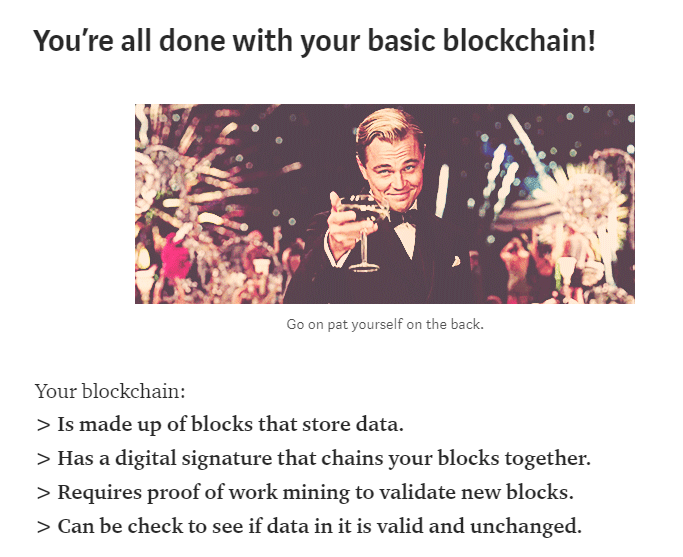 You're all done with your basic blockchain!
Go on pat yourself on the back.
Your blockchain:
> Is made up of blocks that store data.
> Has a digital signature that chains your blocks together.
> Requires proof of work mining to validate new blocks.
> Can be check to see if data in it is valid and unchanged.